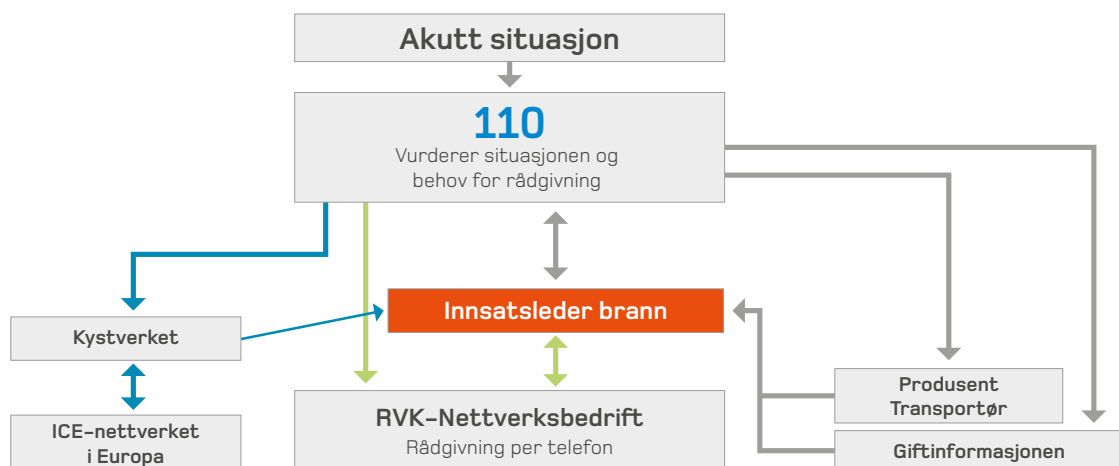 Akutt situasjon
110
Vurderer situasjonen og
behov for rådgivning
Innsatsleder brann
Kystverket
ICE-nettverket
i Europa
RVK-Nettverksbedrift
Rådgivning per telefon
Produsent
Transportør
Giftinformasjonen